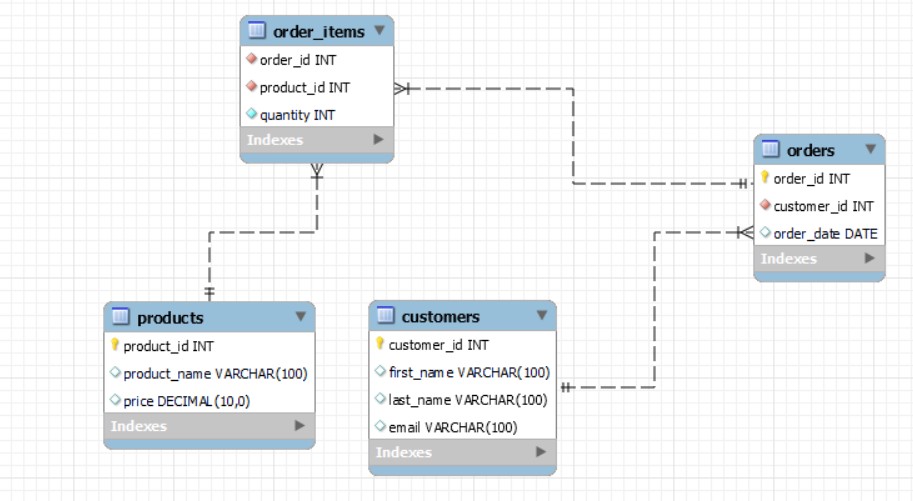 order_items
order_id INT
product_id INT
quantity INT
Indexes
orders
order_id INT
customer_id INT
order_date DATE
Indexes
products
product_id INT
product_name VARCHAR(100)
price DECIMAL(10,0)
Indexes
customers
customer_id INT
first_name VARCHAR(100)
last_name VARCHAR(100)
email VARCHAR(100)
Indexes